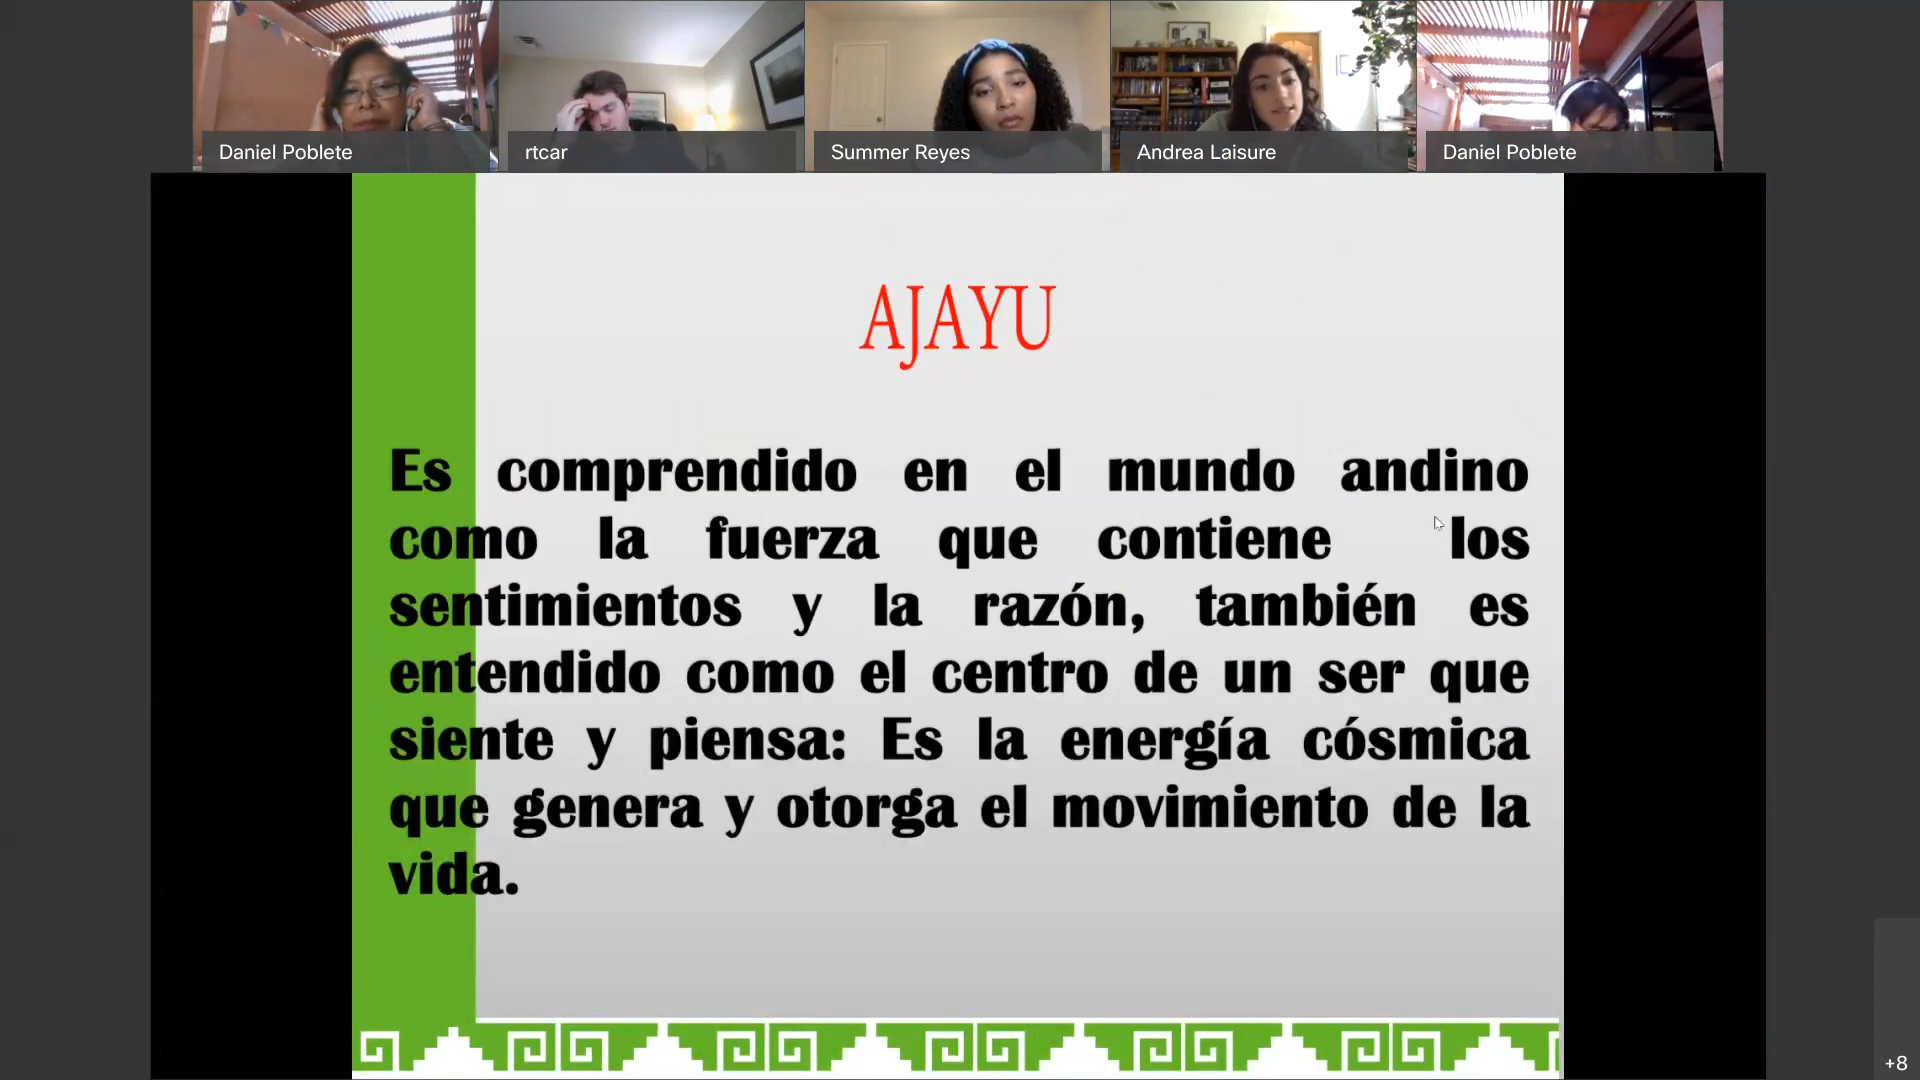 Daniel Poblete
rtcar
Summer Reyes
Andrea Laisure
Daniel Poblete
AJAYU
Es comprendido en el mundo andino
como la fuerza que contiene los
sentimientos y la razón, también es
entendido como el centro de un ser que
siente y piensa: Es la energía cósmica
que genera y otorga el movimiento de la
vida.
+8